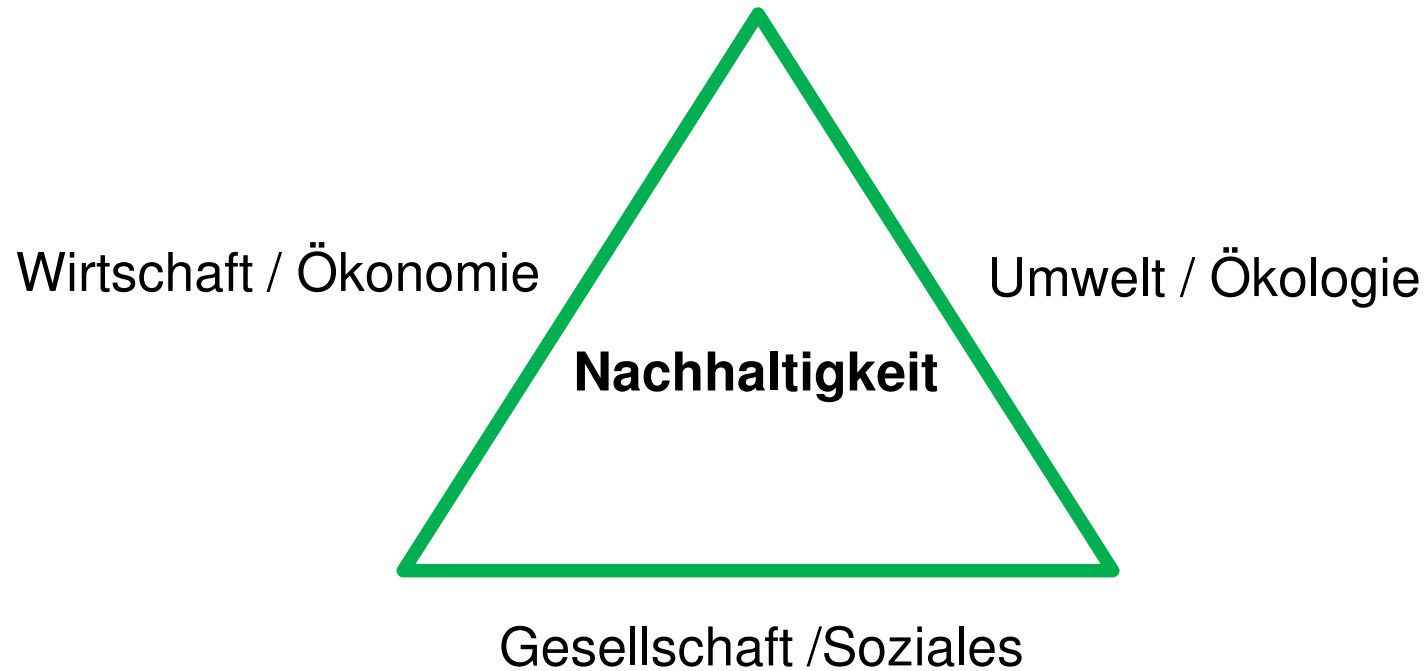 Wirtschaft / Ökonomie
Umwelt / Ökologie
Nachhaltigkeit
Gesellschaft /Soziales